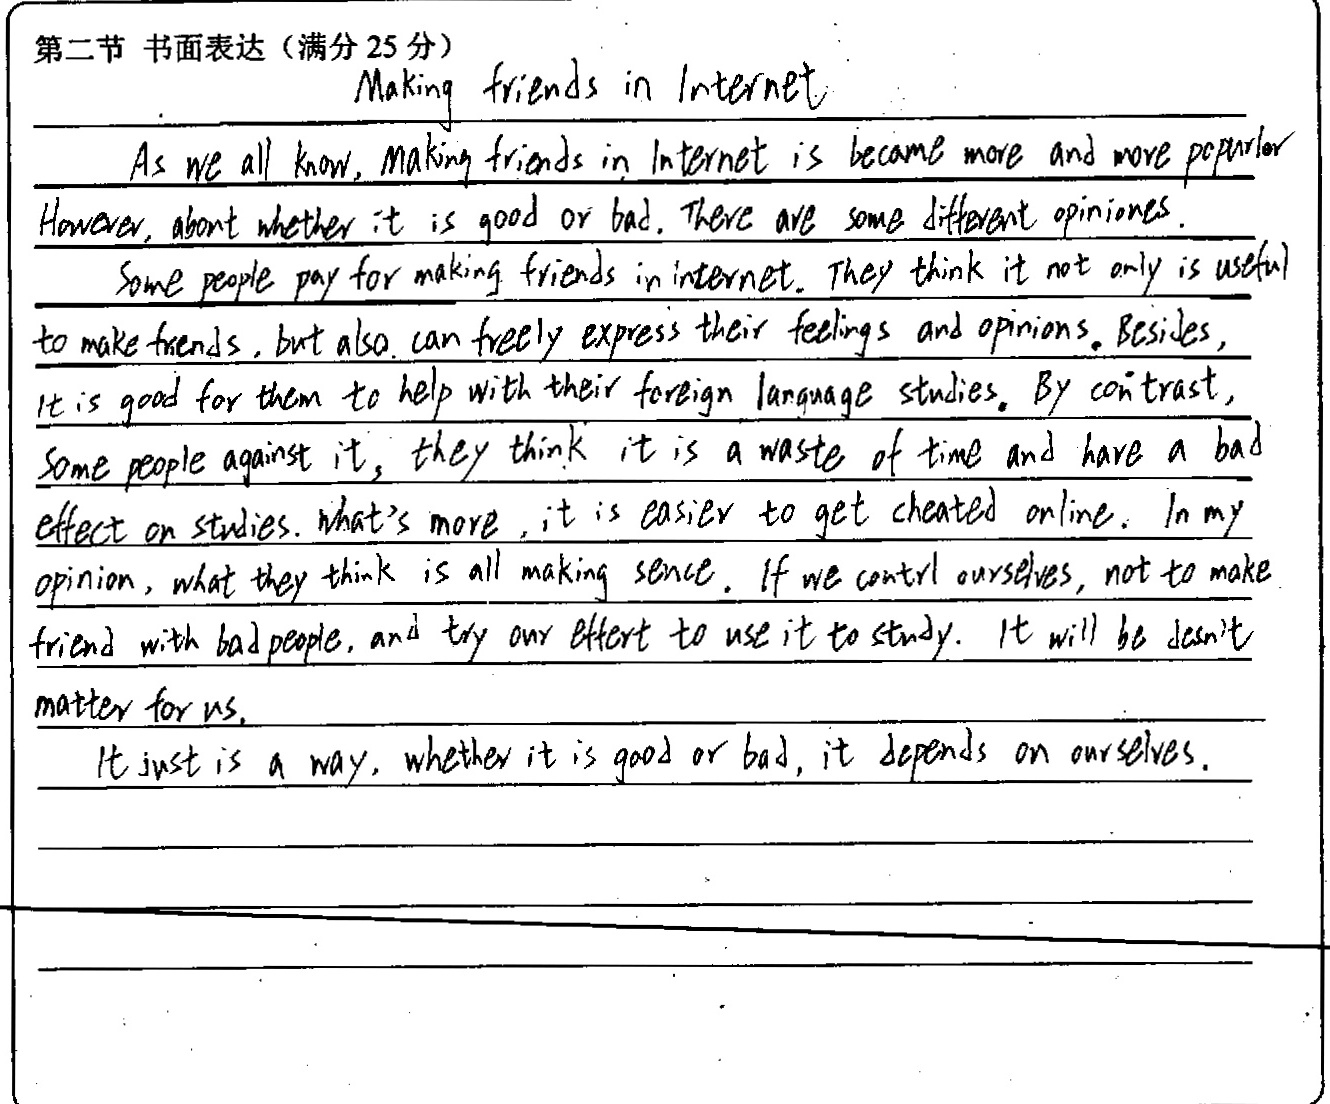 第二节 书面表达（满分 25 分）
Making friends in Internet
As we all know, Making friends in Internet is became more and more popurlar
However, about whether it is good or bad. There are some different opiniones.
Some people pay for making friends in internet. They think it not only is useful
to make friends, but also can freely express their feelings and opinions. Besides,
It is good for them to help with their foreign language studies. By contrast,
Some people against it, they think it is a waste of time and have a bad
effect on studies. What's more, it is easier to get cheated online. In my
opinion, what they think is all making sence. If we contrl ourselves, not to make
friend with bad people, and try our effert to use it to study. It will be desn't
matter for us.
It just is a way, whether it is good or bad, it depends on ourselves.